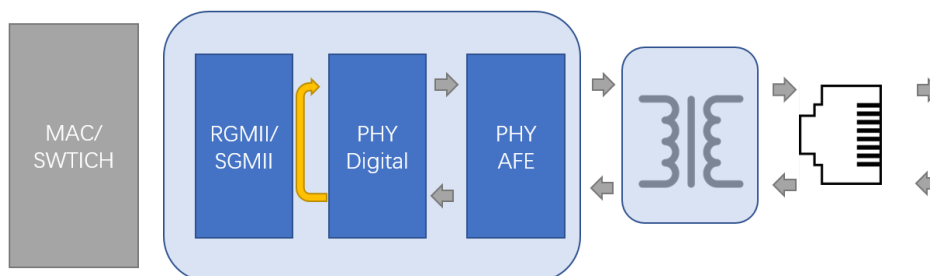 MAC/
SWTICH
RGMII/
SGMII
PHY
Digital
PHY
AFE